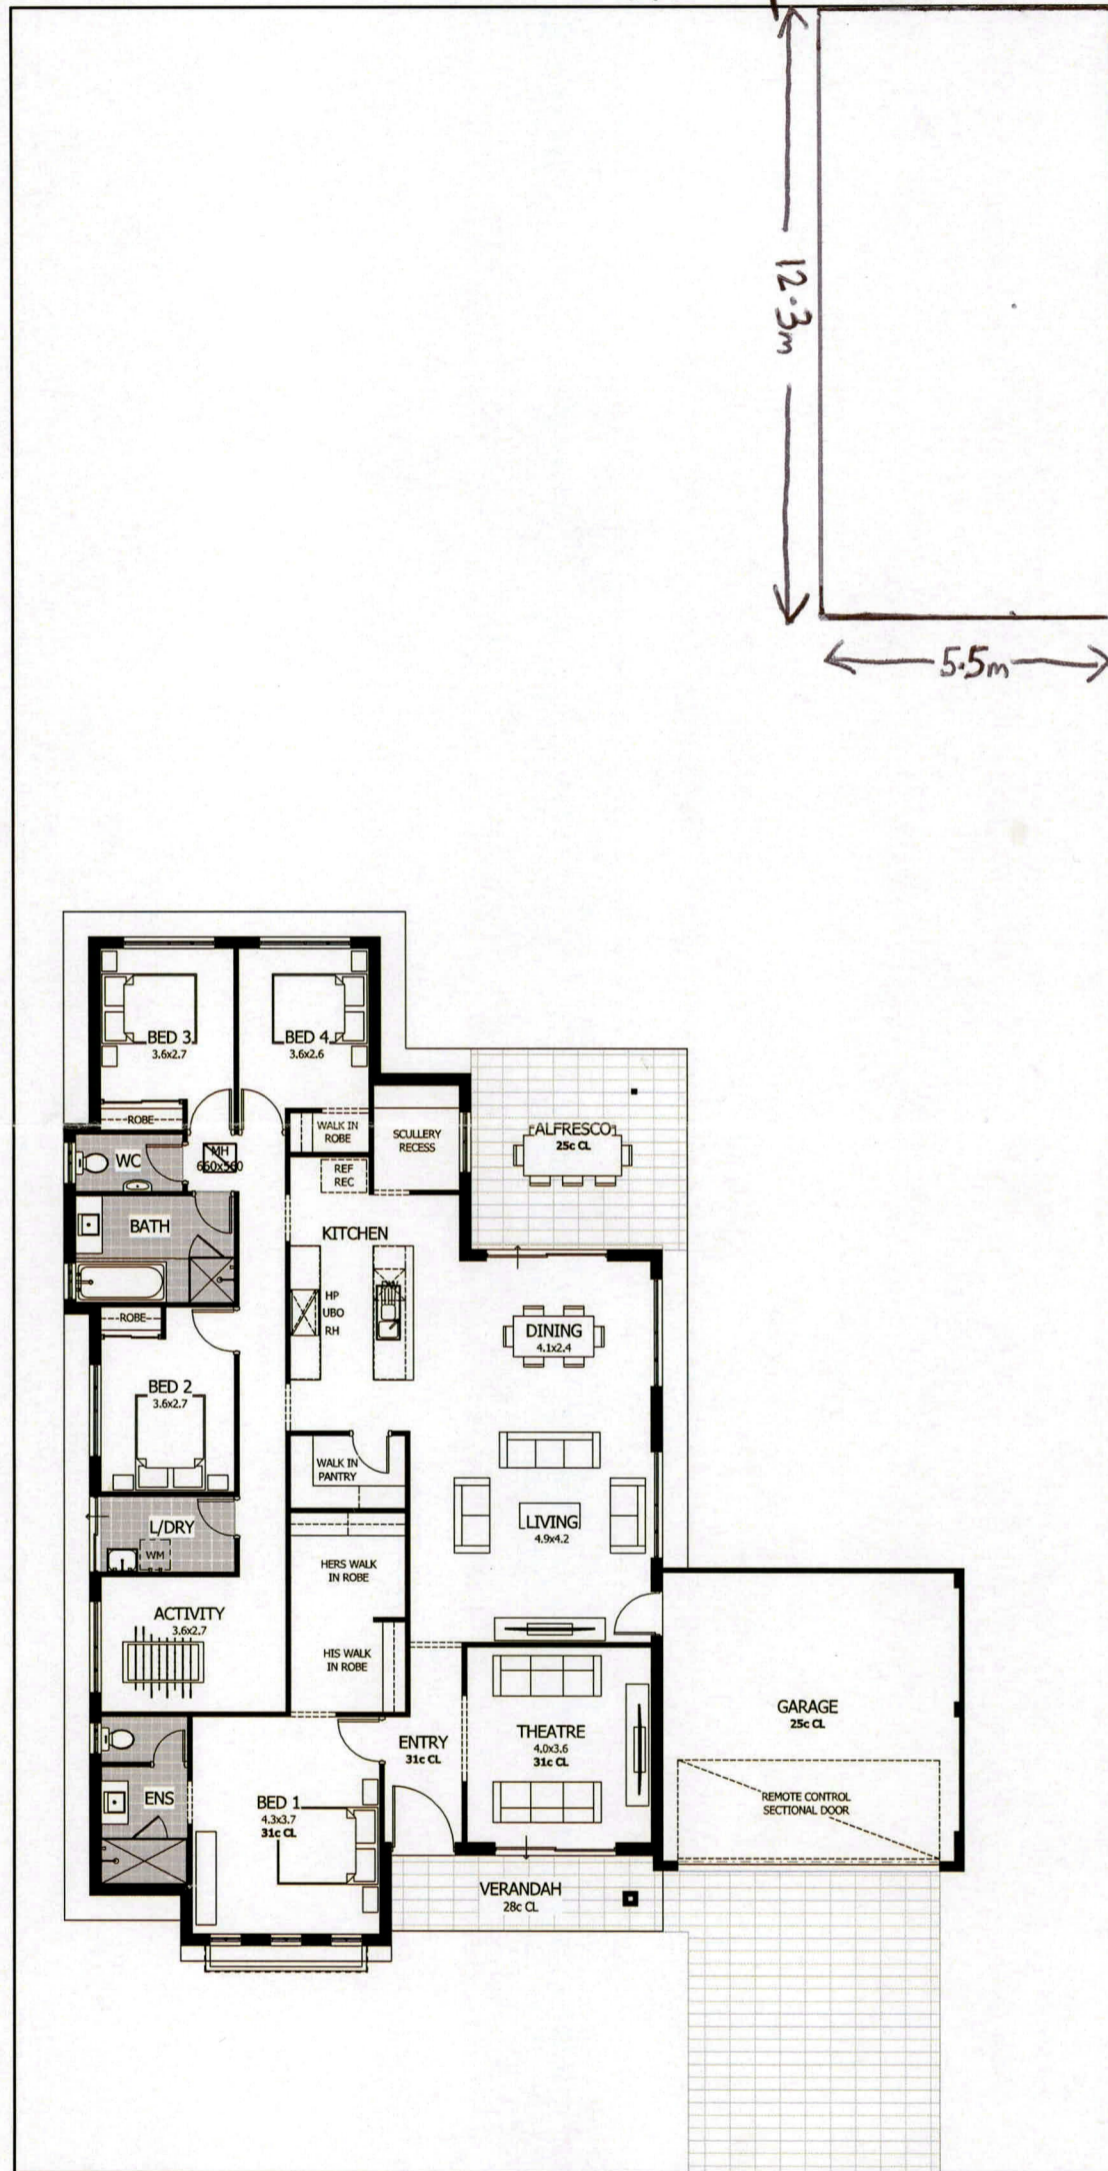 12.3m
5.5m
BED 3
3.6x2.7
BED 4
3.6x2.6
ROBE
WALK IN
ROBE
SCULLERY
RECESS
ALFRESCO
25c CL
WC
MH
660x560
REF
REC
BATH
KITCHEN
HP
UBO
RH
DW
ROBE
DINING
4.1x2.4
BED 2
3.6x2.7
WALK IN
PANTRY
L/DRY
WM
LIVING
4.9x4.2
HERS WALK
IN ROBE
ACTIVITY
3.6x2.7
HIS WALK
IN ROBE
GARAGE
25c CL
ENTRY
31c CL
THEATRE
4.0x3.6
31c CL
ENS
BED 1
4.3x3.7
31c CL
REMOTE CONTROL
SECTIONAL DOOR
VERANDAH
28c CL